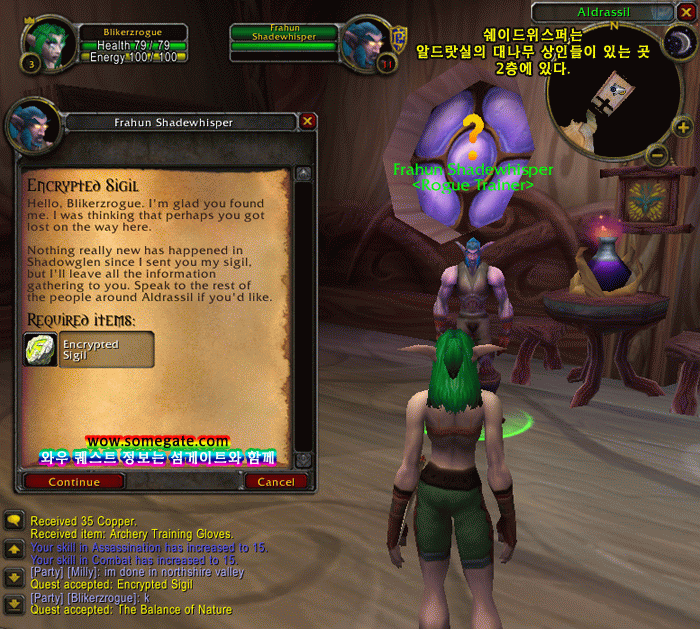 Blikerzrogue
Health 79 / 79
Energy 100 / 100
3
Frahun
Shadewhisper
11
Aldrassil
N
쉐이드위스퍼는
알드랏실의 대나무 상인들이 있는 곳
2층에 있다.
Frahun Shadewhisper
Encrypted Sigil
Hello, Blikerzrogue. I'm glad you found
me. I was thinking that perhaps you got
lost on the way here.
Nothing really new has happened in
Shadowglen since I sent you my sigil,
but I'll leave all the information
gathering to you. Speak to the rest of
the people around Aldrassil if you'd like.
Required items:
Encrypted
Sigil
wow.somegate.com
와우 퀘스트 정보는 섬게이트와 함께
Continue
Cancel
?
Frahun Shadewhisper
<Rogue Trainer>
Received 35 Copper.
Received item: Archery Training Gloves.
Your skill in Assassination has increased to 15.
Your skill in Combat has increased to 15.
[Party] [Milly]: im done in northshire valley
Quest accepted: Encrypted Sigil
[Party] [Blikerzrogue]: k
Quest accepted: The Balance of Nature